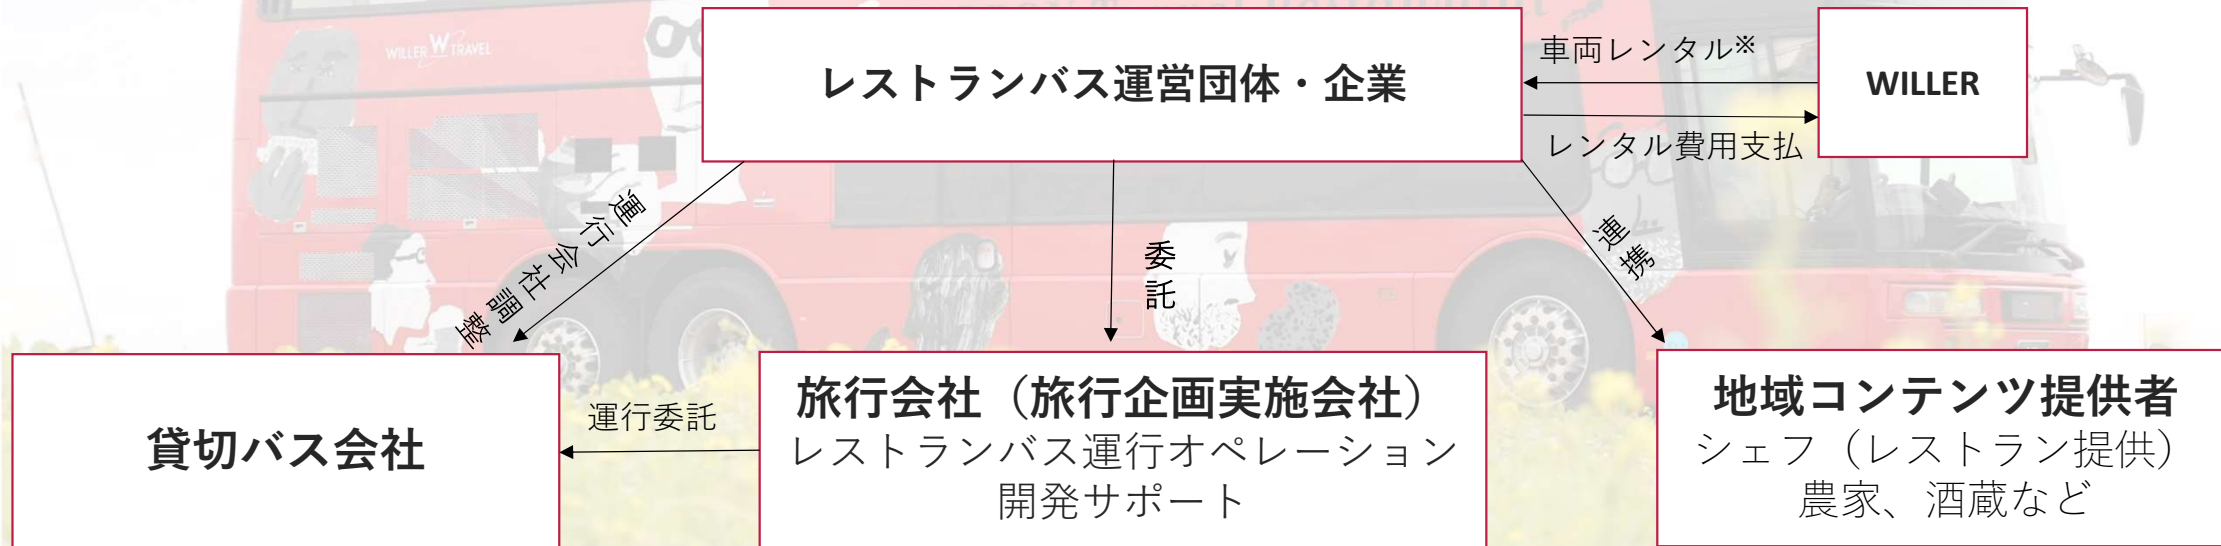 WILLER TRAVEL
レストランバス運営団体・企業
車両レンタル※
レンタル費用支払
WILLER
運行会社調整
委託
連携
貸切バス会社
運行委託
旅行会社（旅行企画実施会社）
レストランバス運行オペレーション
開発サポート
地域コンテンツ提供者
シェフ（レストラン提供）
農家、酒蔵など